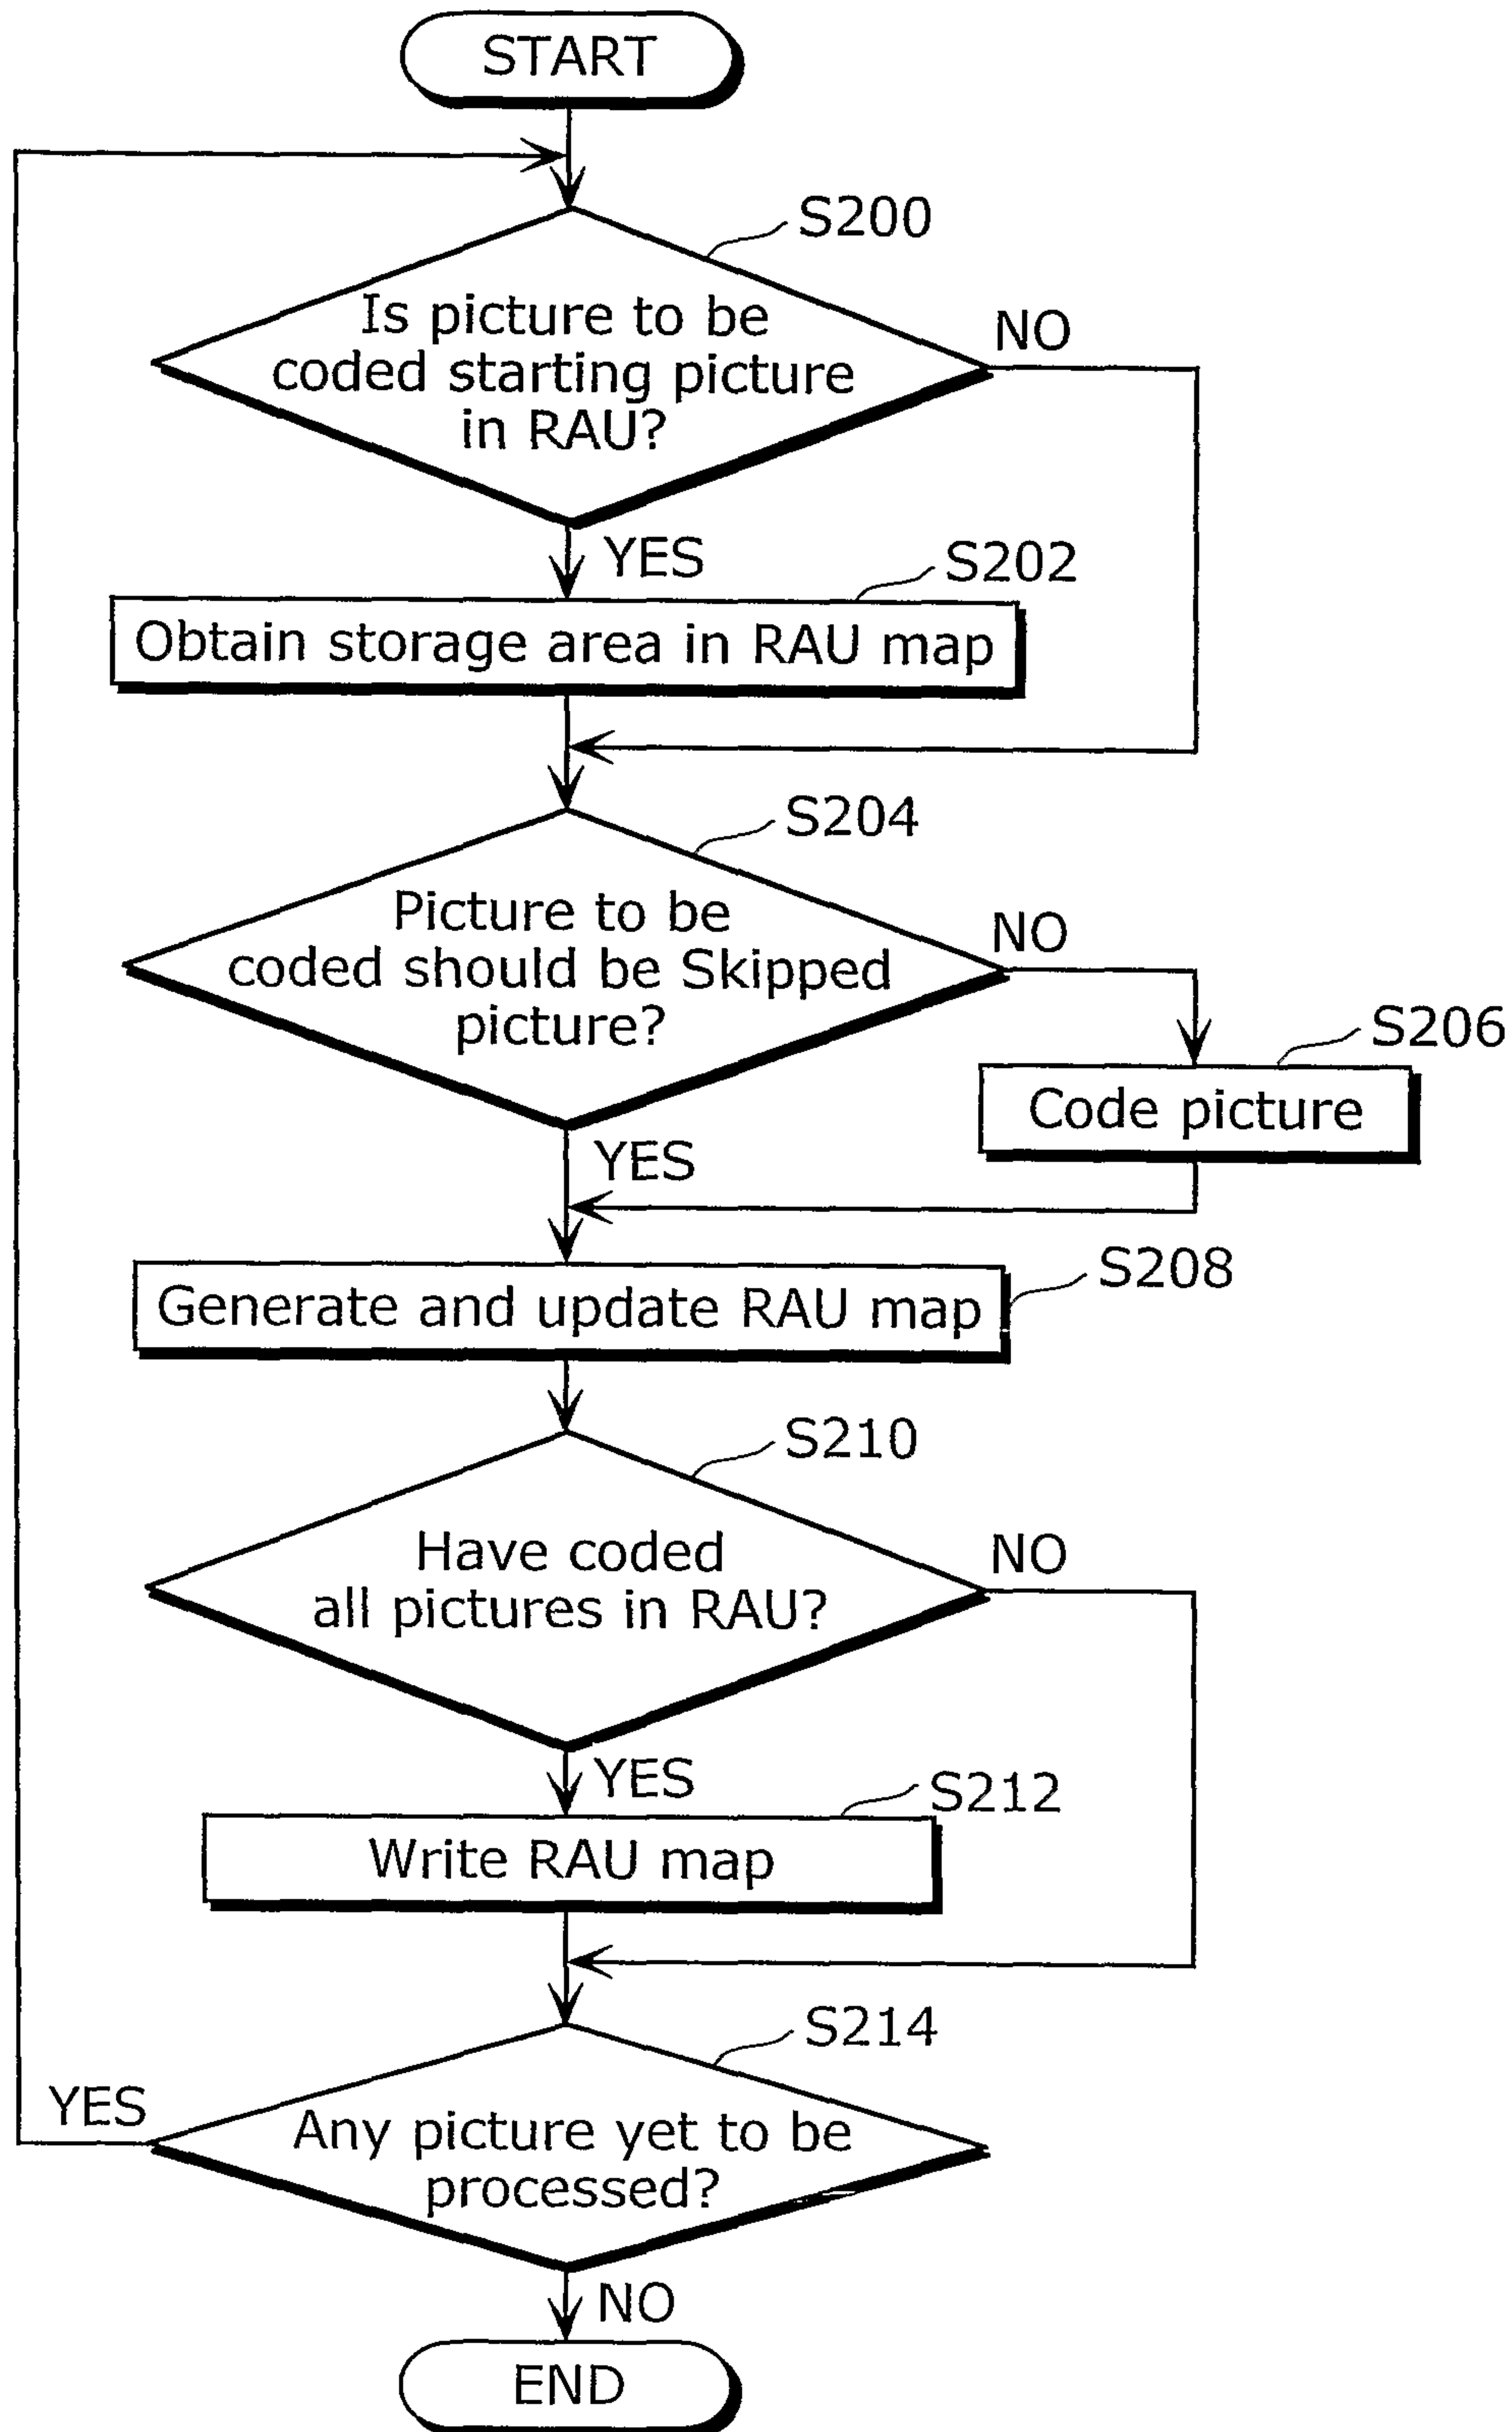 START
S200
Is picture to be
coded starting picture
in RAU?
NO
YES
S202
Obtain storage area in RAU map
S204
Picture to be
coded should be Skipped
picture?
NO
S206
Code picture
YES
S208
Generate and update RAU map
S210
Have coded
all pictures in RAU?
NO
YES
S212
Write RAU map
S214
YES
Any picture yet to be
processed?
NO
END